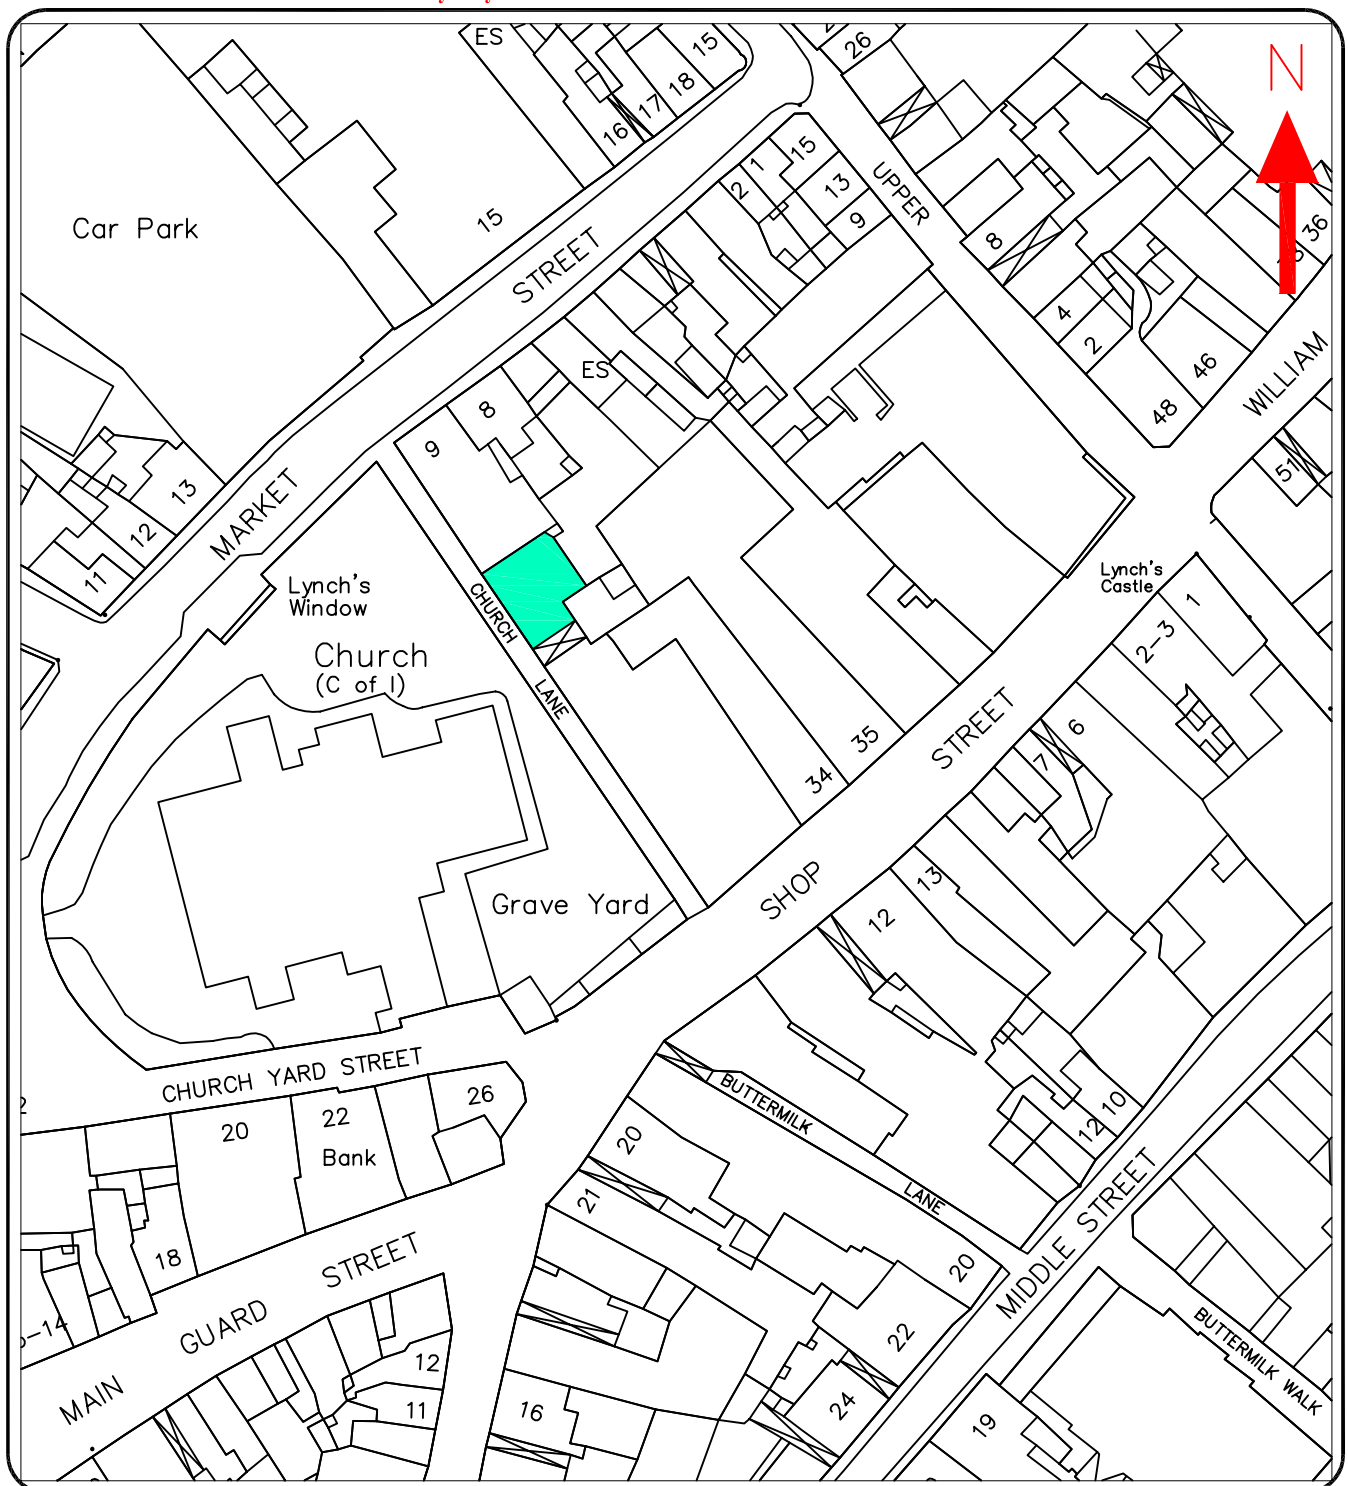 ES
15
26
N
16
17
18
15
UPPER
1
2
13
9
8
36
Car Park
15
STREET
4
2
46
48
WILLIAM
ES
8
9
51
MARKET
13
12
11
Lynch's
Window
Church
(C of I)
CHURCH
LANE
Lynch's
Castle
1
2-3
6
7
STREET
35
34
SHOP
13
12
Grave Yard
CHURCH YARD STREET
20
22
Bank
26
18
BUTTERMILK
LANE
10
12
MIDDLE STREET
20
21
20
22
24
MAIN
GUARD
STREET
12
11
16
19
BUTTERMILK WALK